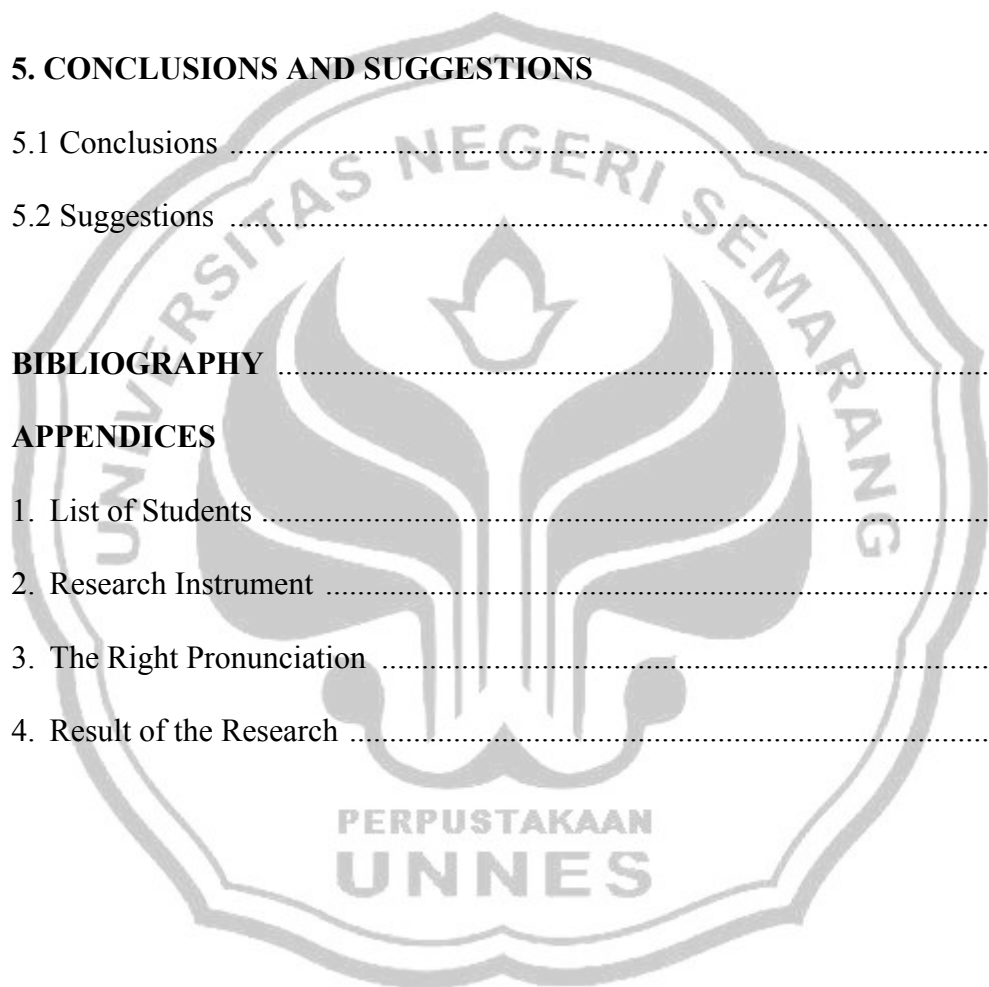 5. CONCLUSIONS AND SUGGESTIONS
5.1 Conclusions ................................................................................................
5.2 Suggestions ................................................................................................
BIBLIOGRAPHY ..........................................................................................
APPENDICES
1. List of Students ............................................................................................
2. Research Instrument ....................................................................................
3. The Right Pronunciation .............................................................................
4. Result of the Research .................................................................................
UNIVERSITAS NEGERI SEMARANG
PERPUSTAKAAN
UNNES